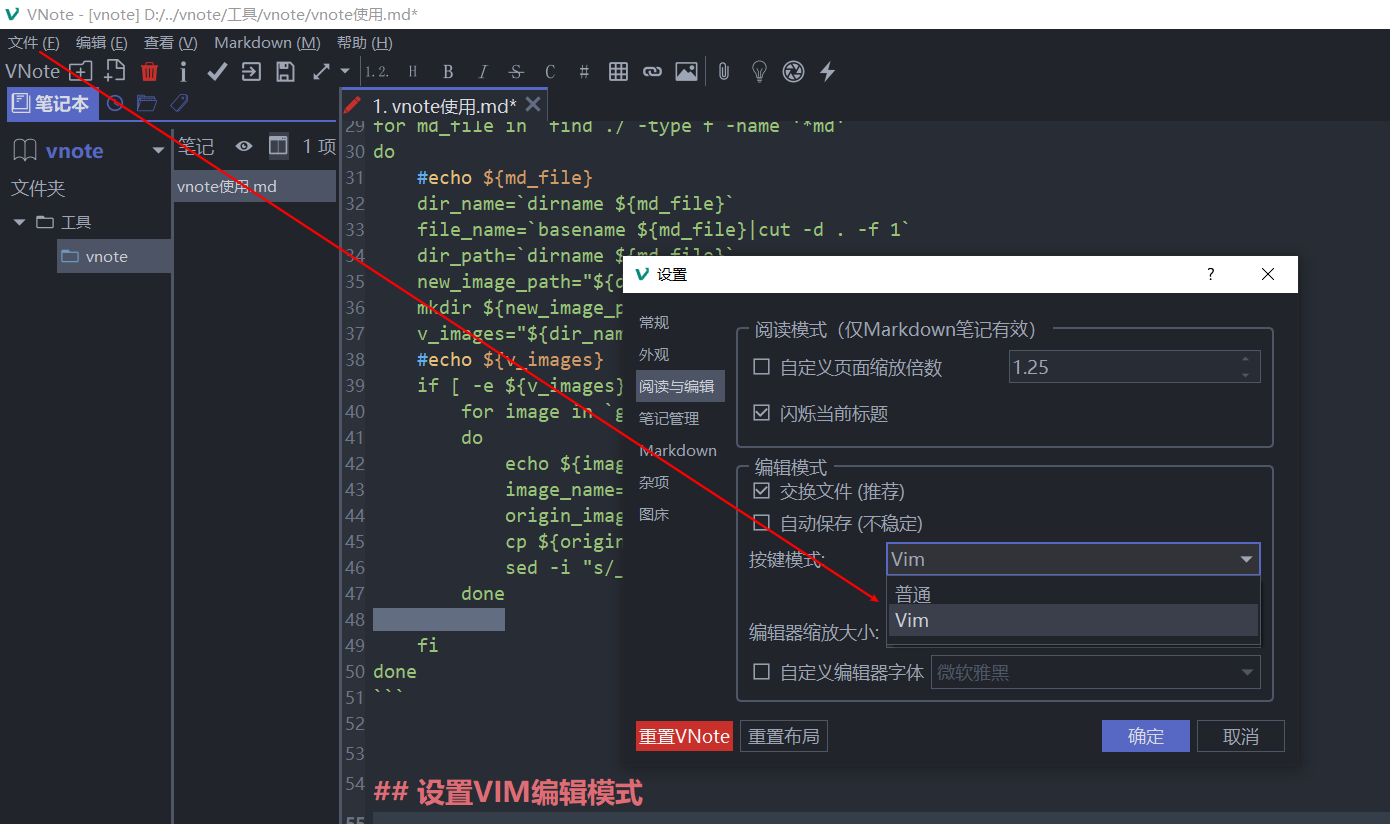 VNote - [vnote] D:/../vnote/工具/vnote/vnote使用.md*
文件 (F) 编辑 (E) 查看 (V) Markdown (M) 帮助 (H)
VNote
1.2. H B I S C #
笔记本
1. vnote使用.md*
vnote
笔记 1 项
vnote使用.md
文件夹
工具
vnote
29 for md_file in `find ./ -type f -name '*md'`
30 do
31 #echo ${md_file}
32 dir_name=`dirname ${md_file}`
33 file_name=`basename ${md_file}|cut -d . -f 1`
34 dir_path=`dirname ${md_file}`
35 new_image_path="${d
36 mkdir ${new_image_p
37 v_images="${dir_nam
38 #echo ${v_images}
39 if [ -e ${v_images}
40 for image in `g
41 do
42 echo ${imag
43 image_name=
44 origin_imag
45 cp ${origin
46 sed -i "s/_
47 done
48
49 fi
50 done
51 ```
52
53
54 ## 设置VIM编辑模式
55
设置 ?
常规
外观
阅读与编辑
笔记管理
Markdown
杂项
图床
阅读模式（仅Markdown笔记有效）
自定义页面缩放倍数 1.25
闪烁当前标题
编辑模式
交换文件 (推荐)
自动保存 (不稳定)
按键模式: Vim
普通
Vim
编辑器缩放大小:
自定义编辑器字体 微软雅黑
重置VNote 重置布局 确定 取消